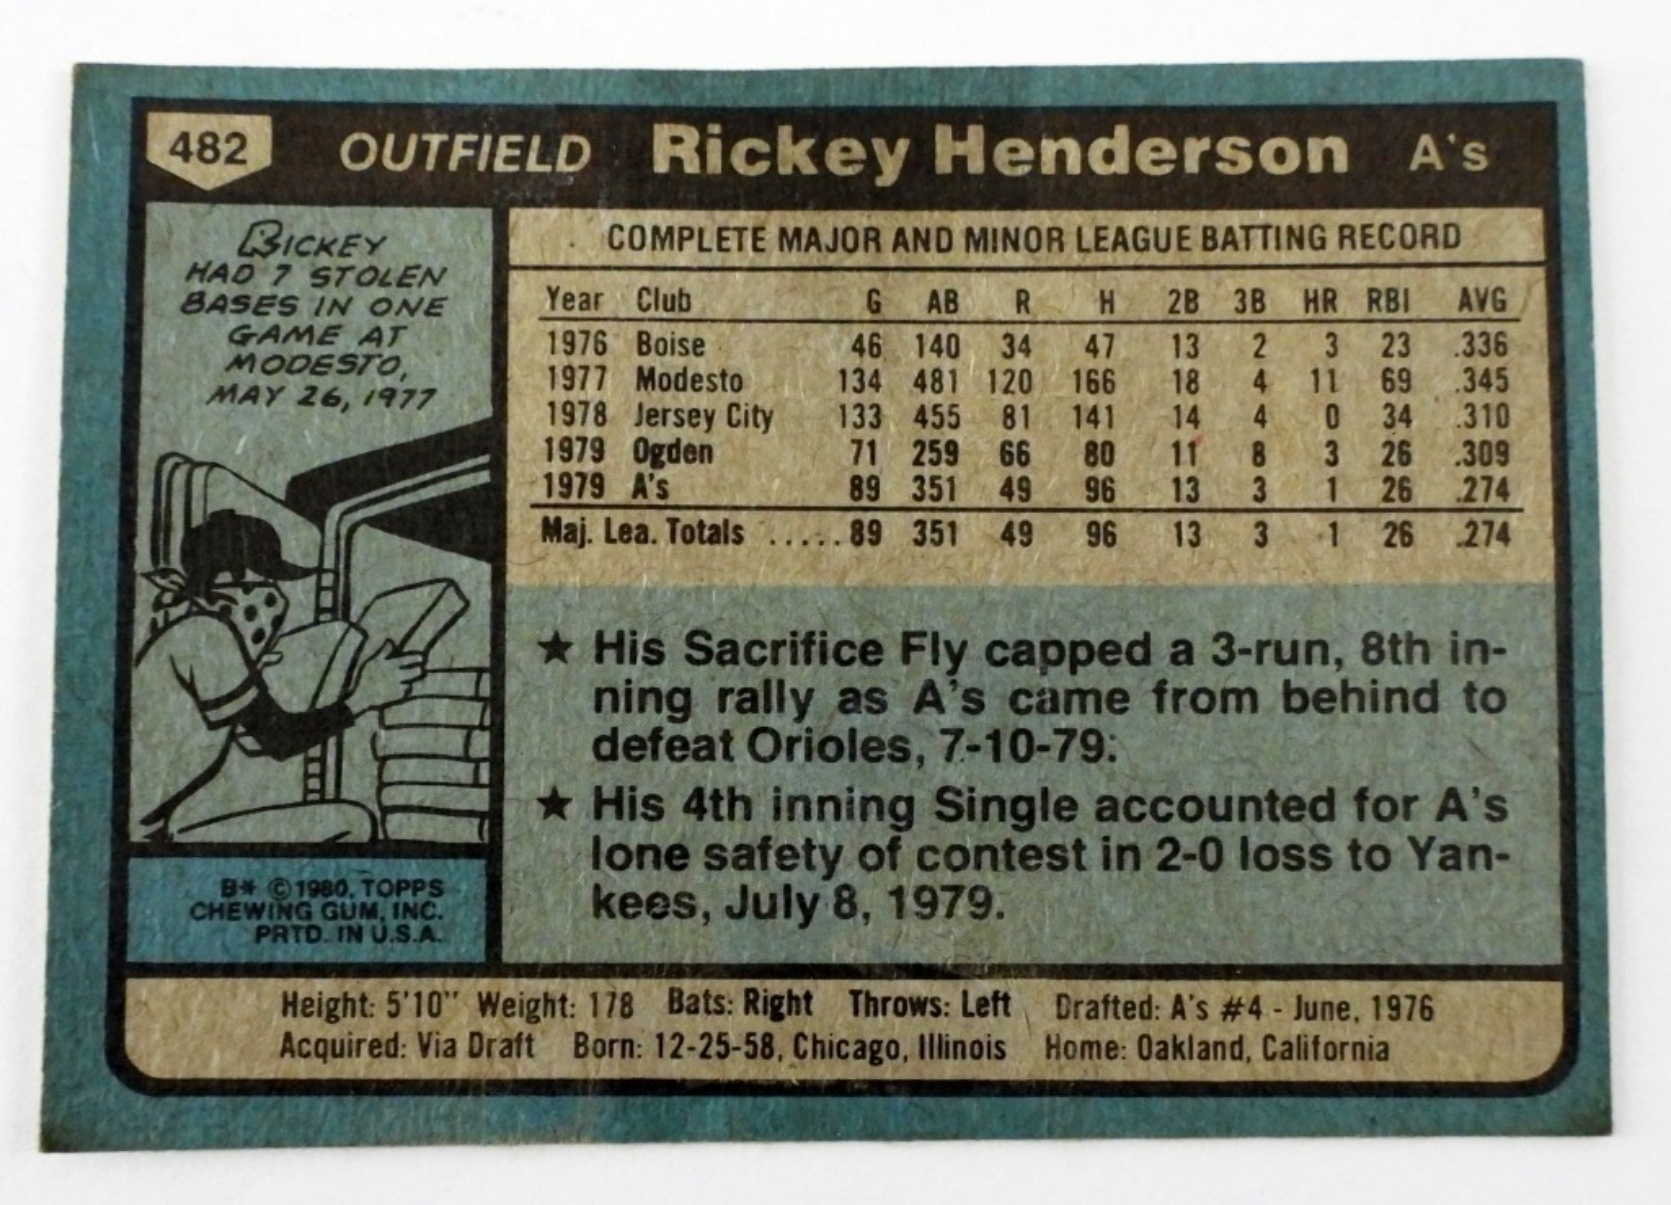 482 OUTFIELD Rickey Henderson A's
RICKEY
HAD 7 STOLEN
BASES IN ONE
GAME AT
MODESTO,
MAY 26, 1977
COMPLETE MAJOR AND MINOR LEAGUE BATTING RECORD
Year Club G AB R H 2B 3B HR RBI AVG
1976 Boise 46 140 34 47 13 2 3 23 .336
1977 Modesto 134 481 120 166 18 4 11 69 .345
1978 Jersey City 133 455 81 141 14 4 0 34 .310
1979 Ogden 71 259 66 80 11 8 3 26 .309
1979 A's 89 351 49 96 13 3 1 26 .274
Maj. Lea. Totals ..... 89 351 49 96 13 3 1 26 .274
★ His Sacrifice Fly capped a 3-run, 8th in-
ning rally as A's came from behind to
defeat Orioles, 7-10-79.
★ His 4th inning Single accounted for A's
lone safety of contest in 2-0 loss to Yan-
kees, July 8, 1979.
B* ©1980, TOPPS
CHEWING GUM, INC.
PRTD. IN U.S.A.
Height: 5'10" Weight: 178 Bats: Right Throws: Left Drafted: A's #4 - June, 1976
Acquired: Via Draft Born: 12-25-58, Chicago, Illinois Home: Oakland, California